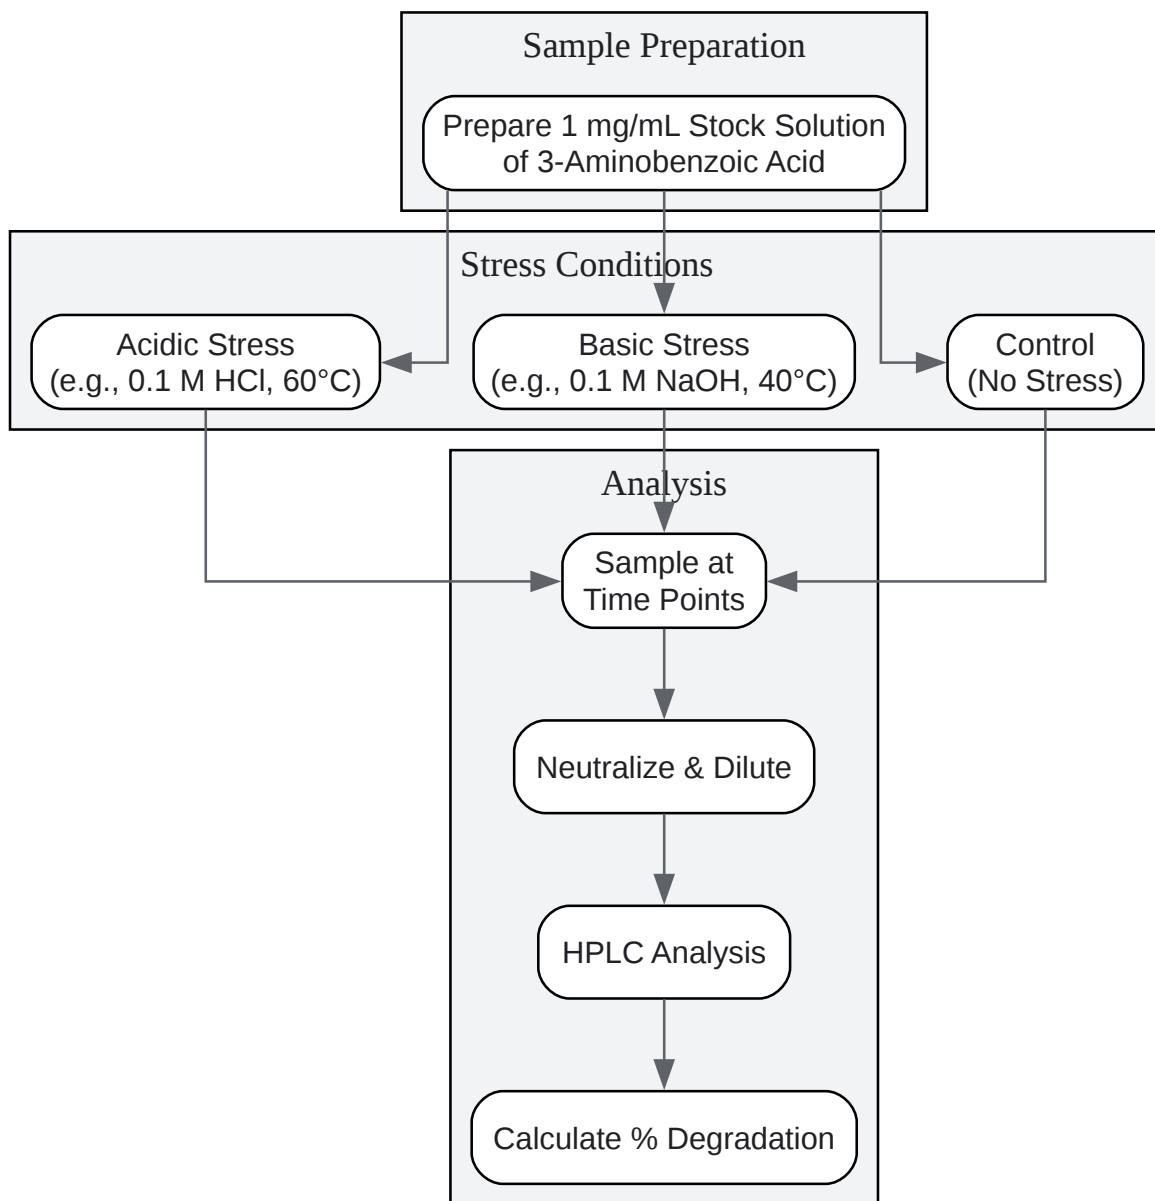 Sample Preparation
Prepare 1 mg/mL Stock Solution
of 3-Aminobenzoic Acid
Stress Conditions
Acidic Stress
(e.g., 0.1 M HCl, 60°C)
Basic Stress
(e.g., 0.1 M NaOH, 40°C)
Control
(No Stress)
Analysis
Sample at
Time Points
Neutralize & Dilute
HPLC Analysis
Calculate % Degradation